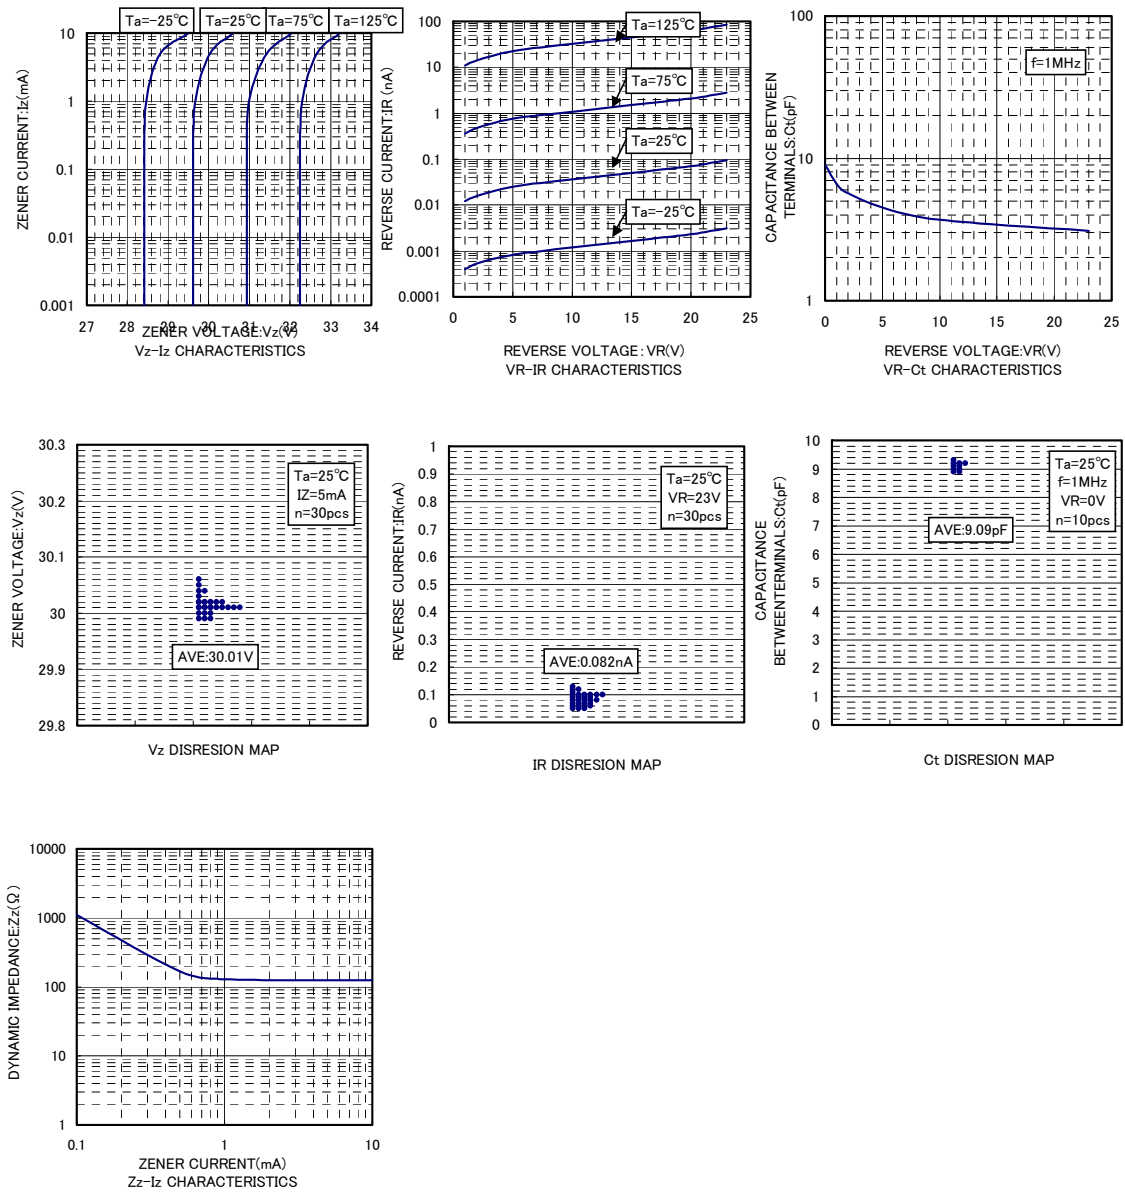 Ta=-25℃
Ta=25℃
Ta=75℃
Ta=125℃
ZENER CURRENT:Iz(mA)
10
1
0.1
0.01
0.001
27 28 29 30 31 32 33 34
ZENER VOLTAGE:Vz(V)
Vz-Iz CHARACTERISTICS
REVERSE CURRENT:IR (nA)
100
10
1
0.1
0.01
0.001
0.0001
Ta=125℃
Ta=75℃
Ta=25℃
Ta=-25℃
0 5 10 15 20 25
REVERSE VOLTAGE: VR(V)
VR-IR CHARACTERISTICS
CAPACITANCE BETWEEN
TERMINALS:Ct(pF)
100
10
1
f=1MHz
0 5 10 15 20 25
REVERSE VOLTAGE:VR(V)
VR-Ct CHARACTERISTICS
ZENER VOLTAGE:Vz(V)
30.3
30.2
30.1
30
29.9
29.8
Ta=25℃
IZ=5mA
n=30pcs
AVE:30.01V
Vz DISRESION MAP
REVERSE CURRENT:IR(nA)
1
0.9
0.8
0.7
0.6
0.5
0.4
0.3
0.2
0.1
0
Ta=25℃
VR=23V
n=30pcs
AVE:0.082nA
IR DISRESION MAP
CAPACITANCE
BETWEENTERMINALS:Ct(pF)
10
9
8
7
6
5
4
3
2
1
0
Ta=25℃
f=1MHz
VR=0V
n=10pcs
AVE:9.09pF
Ct DISRESION MAP
DYNAMIC IMPEDANCE:Zz(Ω)
10000
1000
100
10
1
0.1 1 10
ZENER CURRENT(mA)
Zz-Iz CHARACTERISTICS